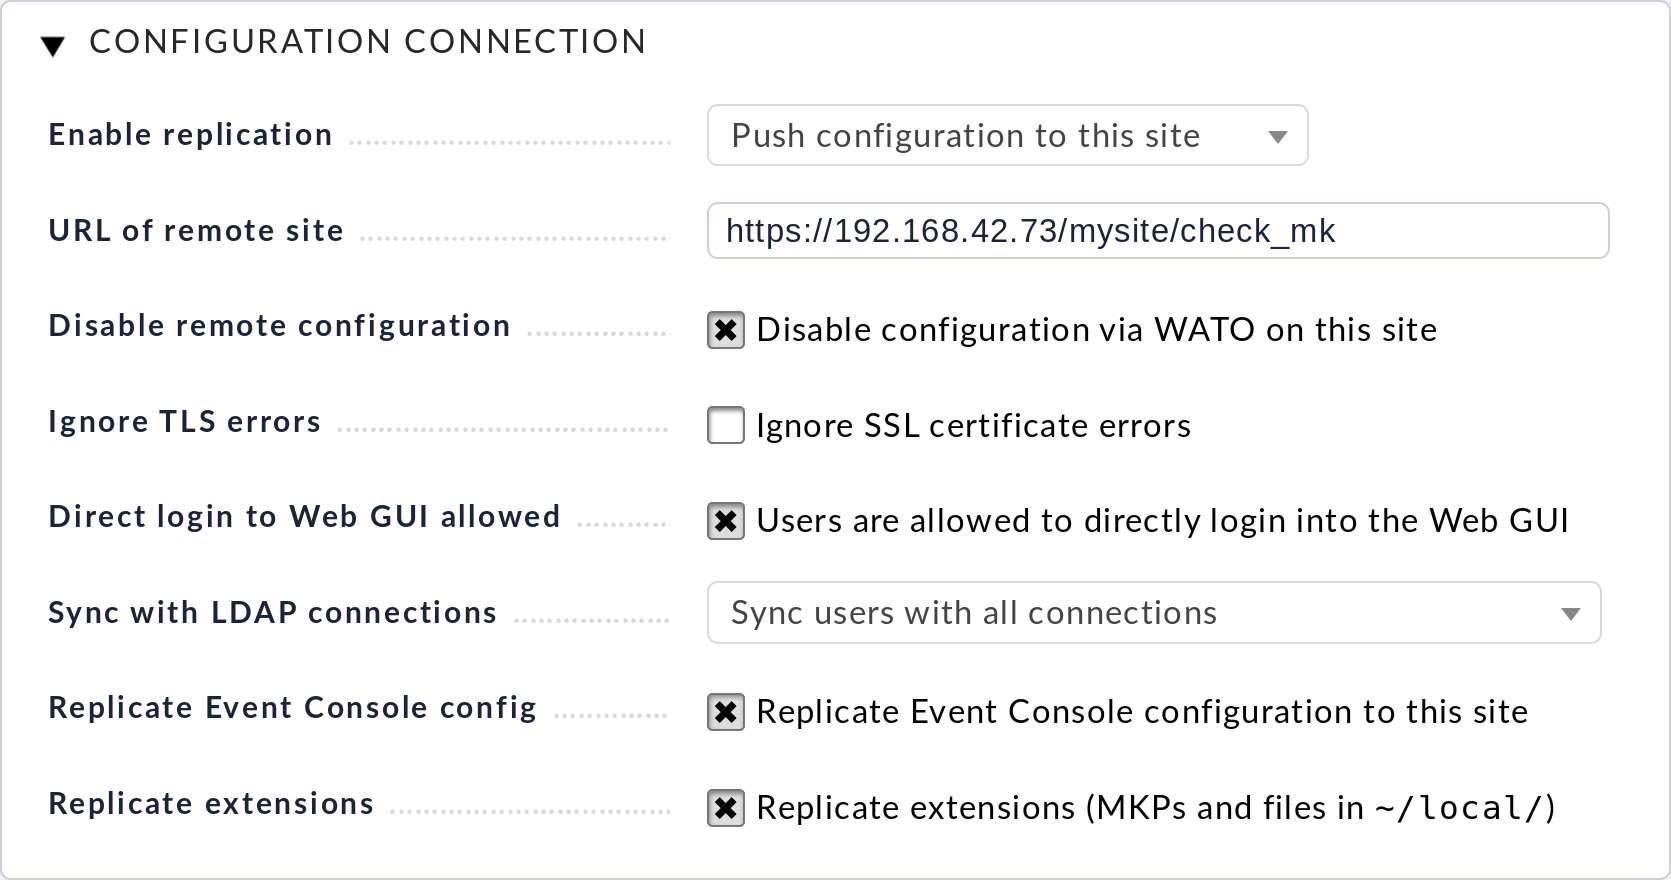 CONFIGURATION CONNECTION
Enable replication Push configuration to this site
URL of remote site https://192.168.42.73/mysite/check_mk
Disable remote configuration Disable configuration via WATO on this site
Ignore TLS errors Ignore SSL certificate errors
Direct login to Web GUI allowed Users are allowed to directly login into the Web GUI
Sync with LDAP connections Sync users with all connections
Replicate Event Console config Replicate Event Console configuration to this site
Replicate extensions Replicate extensions (MKPs and files in ~/local/)